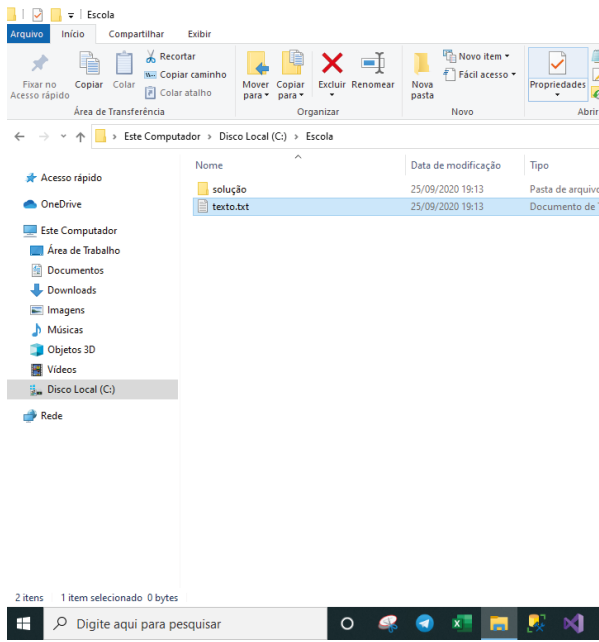 Escola
Arquivo Início Compartilhar Exibir
Fixar no Acesso rápido
Copiar
Colar
Recortar
Copiar caminho
Colar atalho
Área de Transferência
Mover para
Copiar para
Excluir
Renomear
Organizar
Nova pasta
Novo item
Fácil acesso
Novo
Propriedades
Abrir
Este Computador > Disco Local (C:) > Escola
Nome Data de modificação Tipo
solução 25/09/2020 19:13 Pasta de arquivo
texto.txt 25/09/2020 19:13 Documento de
Acesso rápido
OneDrive
Este Computador
Área de Trabalho
Documentos
Downloads
Imagens
Músicas
Objetos 3D
Vídeos
Disco Local (C:)
Rede
2 itens 1 item selecionado 0 bytes
Digite aqui para pesquisar